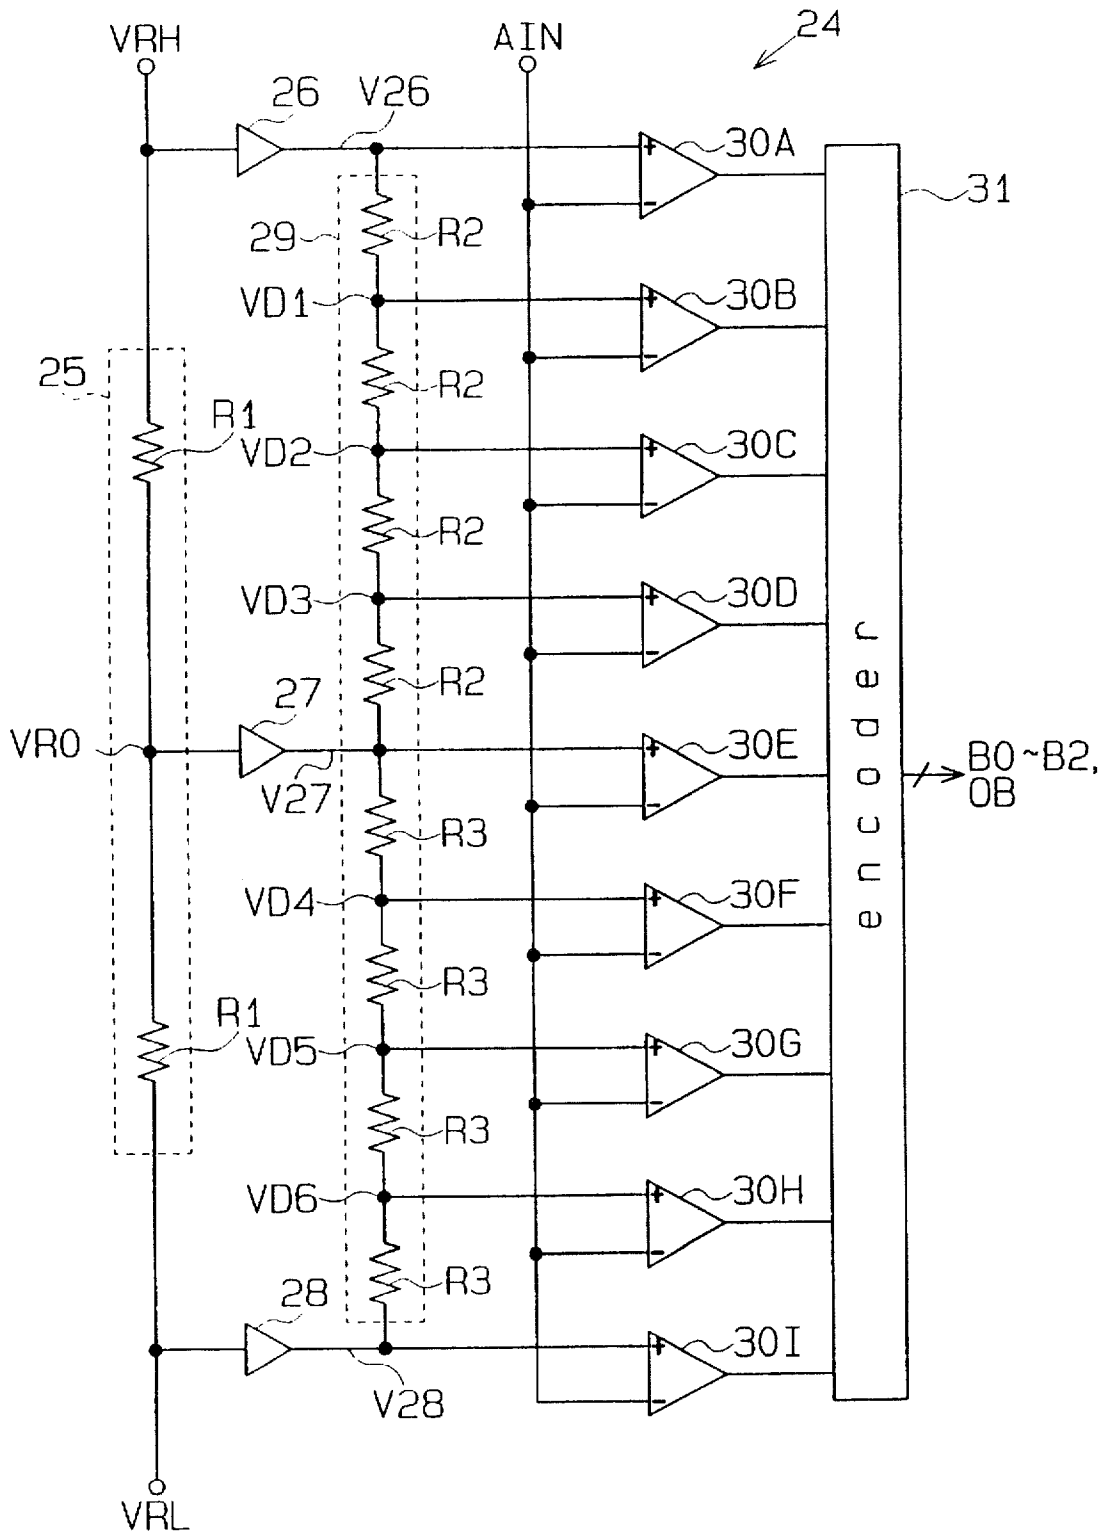 VRH
AIN
24
26
V26
30A
31
29
R2
VD1
30B
25
R2
R1
VD2
30C
R2
VD3
30D
R2
27
VR0
30E
V27
B0~B2,
OB
encoder
R3
VD4
30F
R3
R1
VD5
30G
R3
VD6
30H
R3
28
30I
V28
VRL